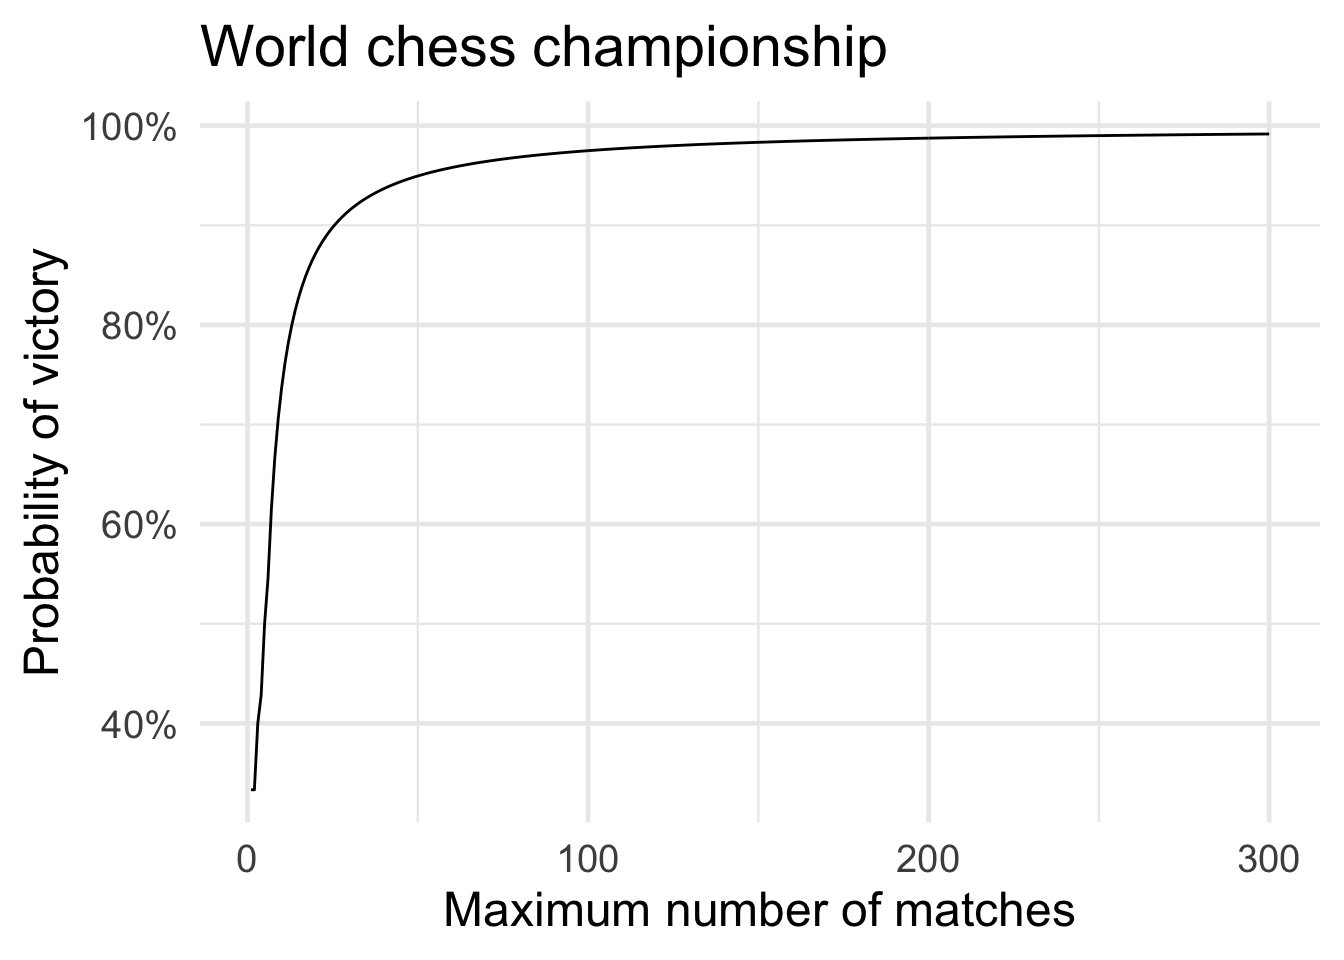 World chess championship
100%
80%
60%
40%
Probability of victory
0 100 200 300
Maximum number of matches